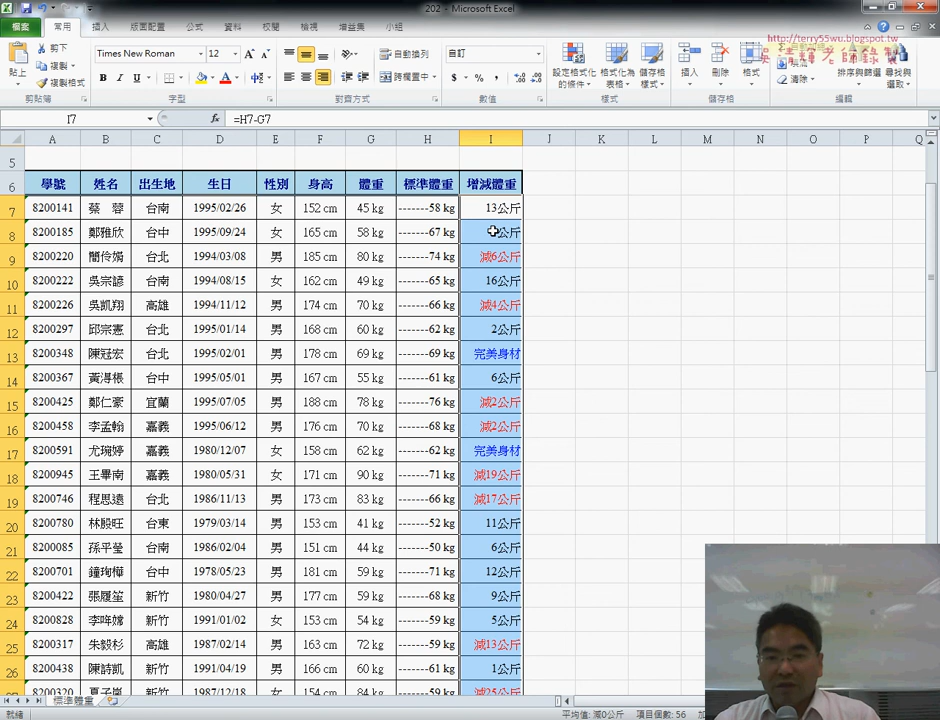 202 - Microsoft Excel
檔案 常用 插入 版面配置 公式 資料 校閱 檢視 增益集 小組
http://terry55wu.blogspot.tw
貼上 剪下 複製 複製格式 剪貼簿
Times New Roman 12 字型
自動換列 跨欄置中 對齊方式
自訂 數值
設定格式化的條件 格式化為表格 儲存格樣式 樣式
插入 刪除 格式 儲存格
清除 排序與篩選 尋找與選取 編輯
I7 fx =H7-G7
A B C D E F G H I J K L M N O P Q
5
6 學號 姓名 出生地 生日 性別 身高 體重 標準體重 增減體重
7 8200141 蔡 蓉 台南 1995/02/26 女 152 cm 45 kg -------58 kg 13公斤
8 8200185 鄭雅欣 台中 1995/09/24 女 165 cm 58 kg -------67 kg 公斤
9 8200220 簡伶娟 台北 1994/03/08 男 185 cm 80 kg -------74 kg 減6公斤
10 8200222 吳宗諺 台南 1994/08/15 女 162 cm 49 kg -------65 kg 16公斤
11 8200226 吳凱翔 高雄 1994/11/12 男 174 cm 70 kg -------66 kg 減4公斤
12 8200297 邱宗憲 台北 1995/01/14 男 168 cm 60 kg -------62 kg 2公斤
13 8200348 陳冠宏 台北 1995/02/01 男 178 cm 69 kg -------69 kg 完美身材
14 8200367 台中 1995/05/01 男 167 cm 55 kg -------61 kg 6公斤
15 8200425 鄭仁豪 宜蘭 1995/07/05 男 188 cm 78 kg -------76 kg 減2公斤
16 8200458 李孟翰 嘉義 1995/06/12 男 176 cm 70 kg -------68 kg 減2公斤
17 8200591 尤琬婷 嘉義 1980/12/07 女 158 cm 62 kg -------62 kg 完美身材
18 8200945 王畢南 嘉義 1980/05/31 女 171 cm 90 kg -------71 kg 減19公斤
19 8200746 程思遠 台北 1986/11/13 男 173 cm 83 kg -------66 kg 減17公斤
20 8200780 林殷旺 台東 1979/03/14 男 153 cm 41 kg -------52 kg 11公斤
21 8200085 孫平瑩 台南 1986/02/04 男 151 cm 44 kg -------50 kg 6公斤
22 8200701 鐘珣樺 台中 1978/05/23 男 181 cm 59 kg -------71 kg 12公斤
23 8200422 張履笙 新竹 1980/04/27 男 177 cm 59 kg -------68 kg 9公斤
24 8200828 新竹 1991/01/02 女 153 cm 54 kg -------59 kg 5公斤
25 8200317 朱毅杉 高雄 1987/02/14 男 163 cm 72 kg -------59 kg 減13公斤
26 8200438 陳詩凱 新竹 1991/04/19 男 166 cm 60 kg -------61 kg 1公斤
8200320 夏子嵐 新竹 1987/12/18 女 154 cm 84 kg -------59 kg 減25公斤
標準體重
就緒 平均值: 減0公斤 項目個數: 56 加